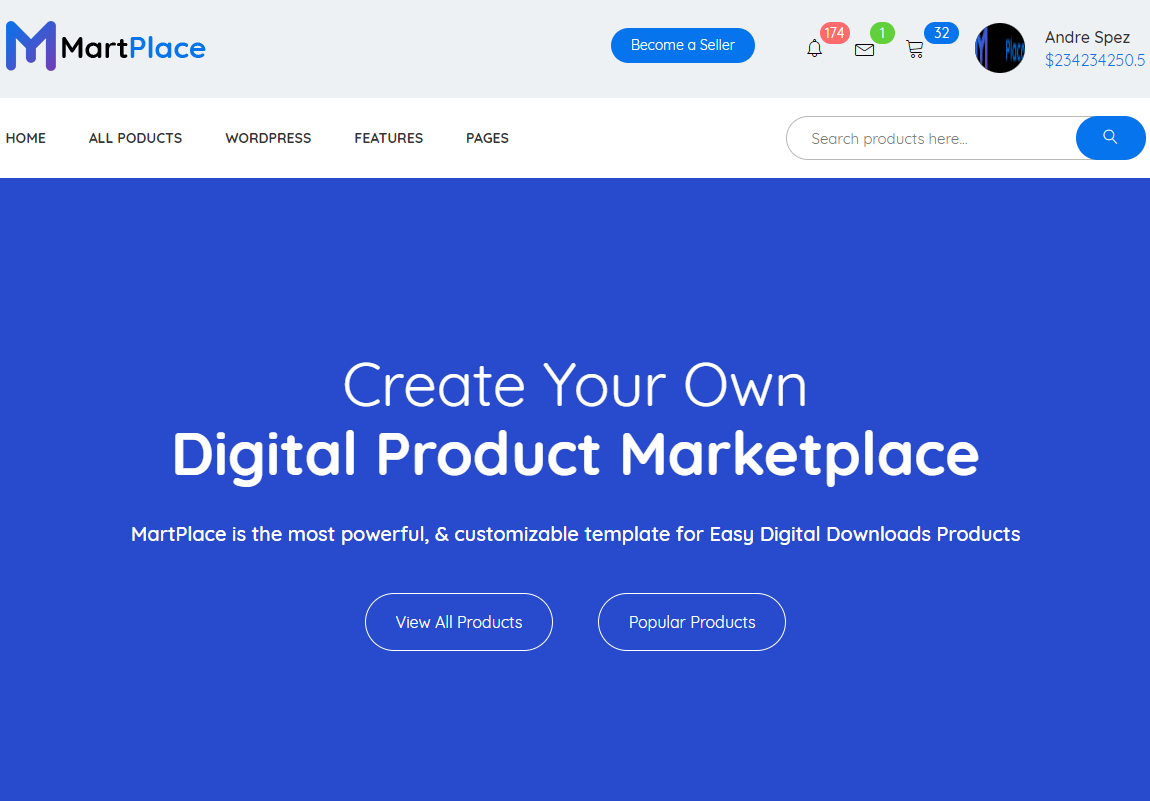 MartPlace
Become a Seller
174
1
32
Andre Spez
$234234250.5
HOME ALL PODUCTS WORDPRESS FEATURES PAGES
Search products here...
Create Your Own
Digital Product Marketplace
MartPlace is the most powerful, & customizable template for Easy Digital Downloads Products
View All Products
Popular Products